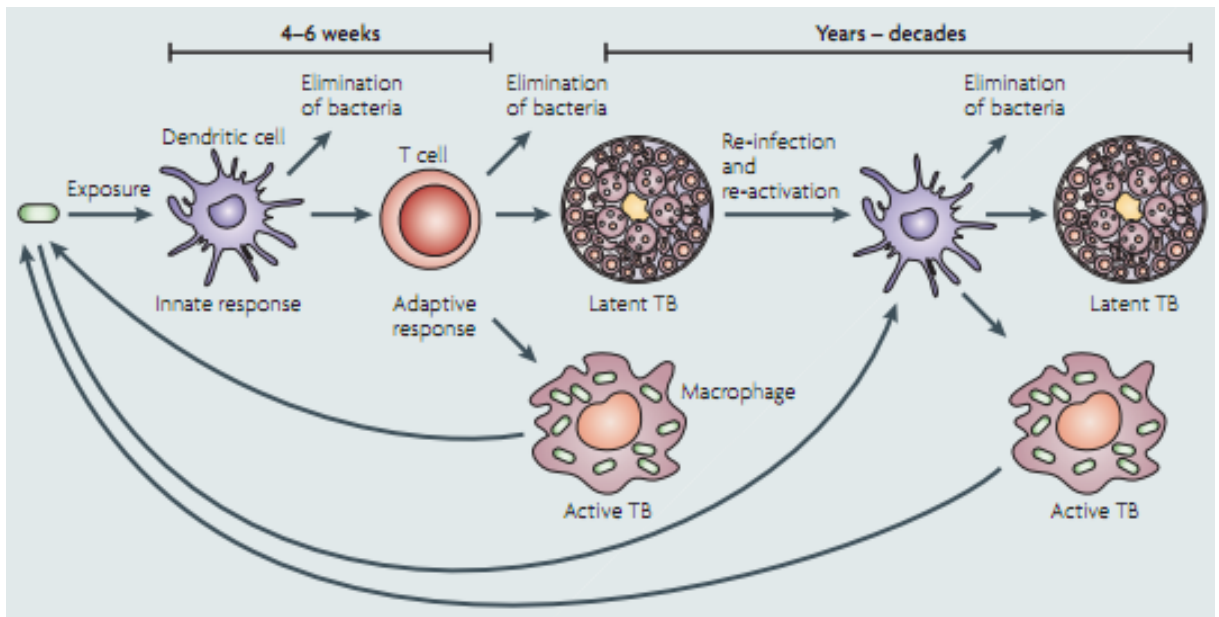 4–6 weeks
Years – decades
Elimination
of bacteria
Elimination
of bacteria
Elimination
of bacteria
Dendritic cell
T cell
Re-infection
and
re-activation
Exposure
Innate response
Adaptive
response
Latent TB
Latent TB
Macrophage
Active TB
Active TB